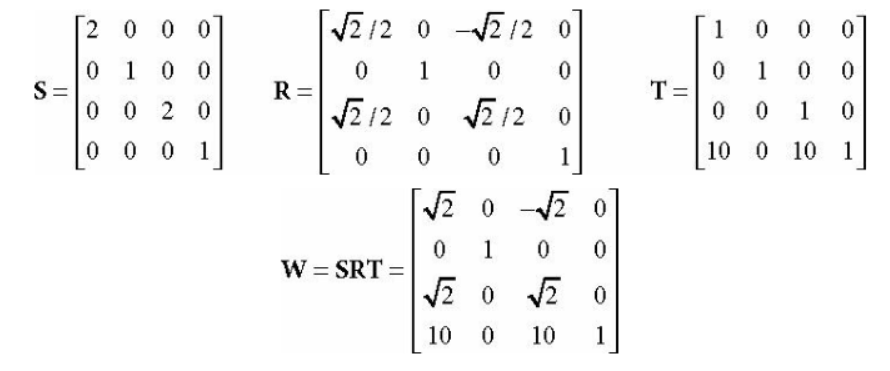 S = [2 0 0 0; 0 1 0 0; 0 0 2 0; 0 0 0 1]
R = [√2/2 0 −√2/2 0; 0 1 0 0; √2/2 0 √2/2 0; 0 0 0 1]
T = [1 0 0 0; 0 1 0 0; 0 0 1 0; 10 0 10 1]
W = SRT = [√2 0 −√2 0; 0 1 0 0; √2 0 √2 0; 10 0 10 1]